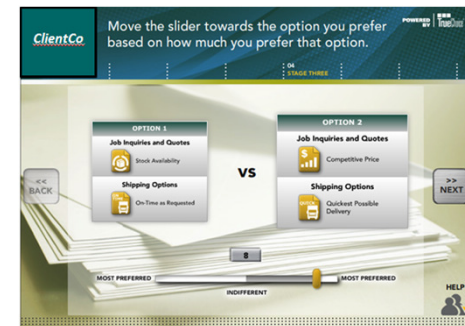 ClientCo
Move the slider towards the option you prefer
based on how much you prefer that option.
POWERED
BY
04
STAGE THREE
OPTION 1
Job Inquiries and Quotes
Stock Availability
Shipping Options
On-Time as Requested
VS
OPTION 2
Job Inquiries and Quotes
Competitive Price
Shipping Options
QUICK
Quickest Possible
Delivery
<<
BACK
>>
NEXT
8
MOST PREFERRED
MOST PREFERRED
INDIFFERENT
HELP